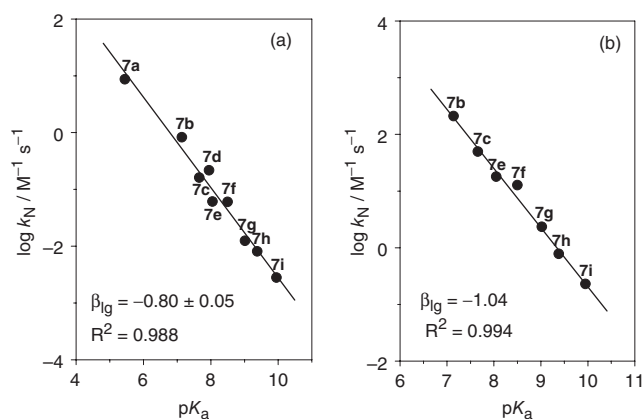 (a)
log kN / M−1 s−1
2
0
−2
−4
7a
7b
7d
7c
7f
7e
7g
7h
7i
βlg = −0.80 ± 0.05
R2 = 0.988
4 6 8 10
pKa
(b)
log kN / M−1 s−1
4
2
0
−2
7b
7c
7e
7f
7g
7h
7i
βlg = −1.04
R2 = 0.994
6 7 8 9 10 11
pKa